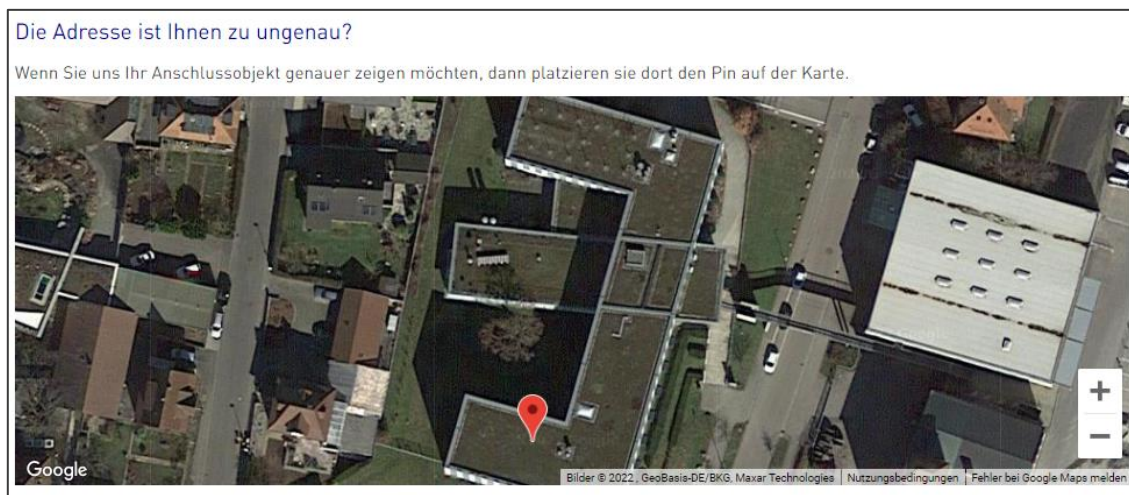 Die Adresse ist Ihnen zu ungenau?
Wenn Sie uns Ihr Anschlussobjekt genauer zeigen möchten, dann platzieren sie dort den Pin auf der Karte.
+
−
Google
Bilder © 2022 , GeoBasis-DE/BKG, Maxar Technologies Nutzungsbedingungen Fehler bei Google Maps melden